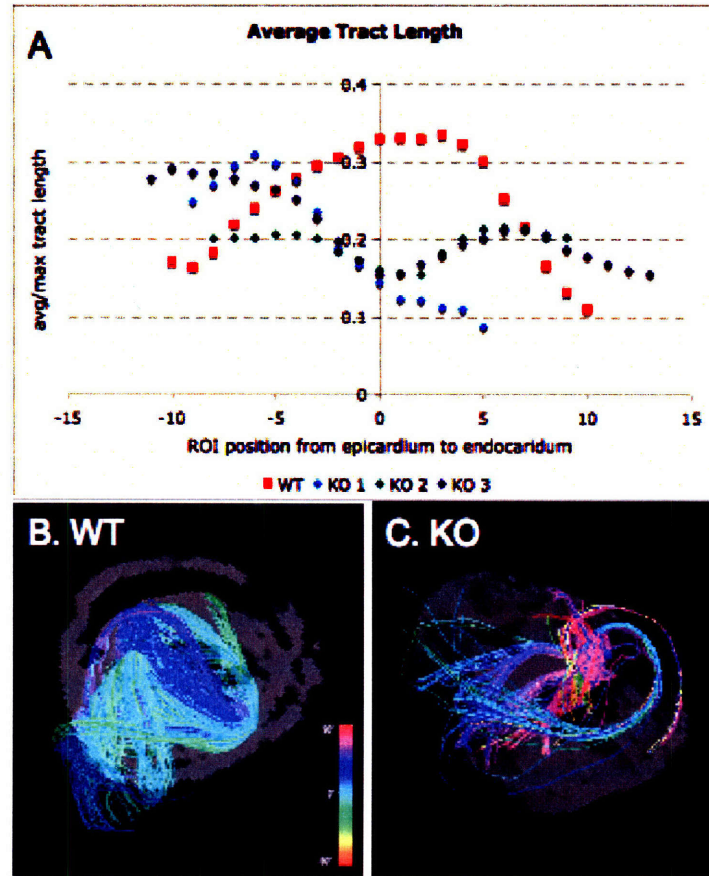 A
Average Tract Length
avg/max tract length
0.4
0.3
0.2
0.1
0
-15
-10
-5
0
5
10
15
ROI position from epicardium to endocaridum
WT
KO 1
KO 2
KO 3
B. WT
C. KO